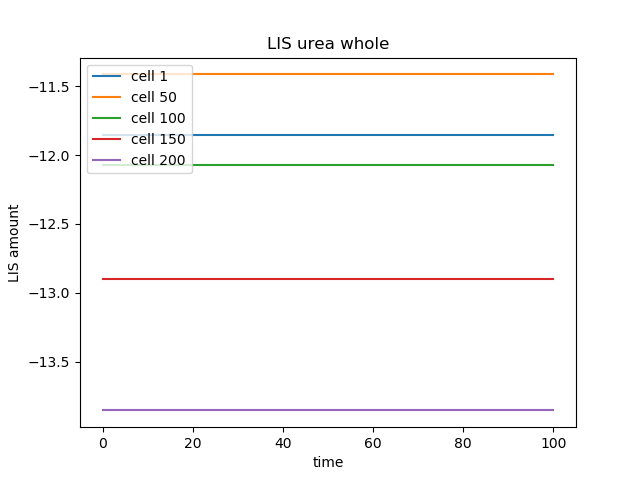 LIS urea whole
cell 1
cell 50
cell 100
cell 150
cell 200
LIS amount
−11.5
−12.0
−12.5
−13.0
−13.5
0 20 40 60 80 100
time